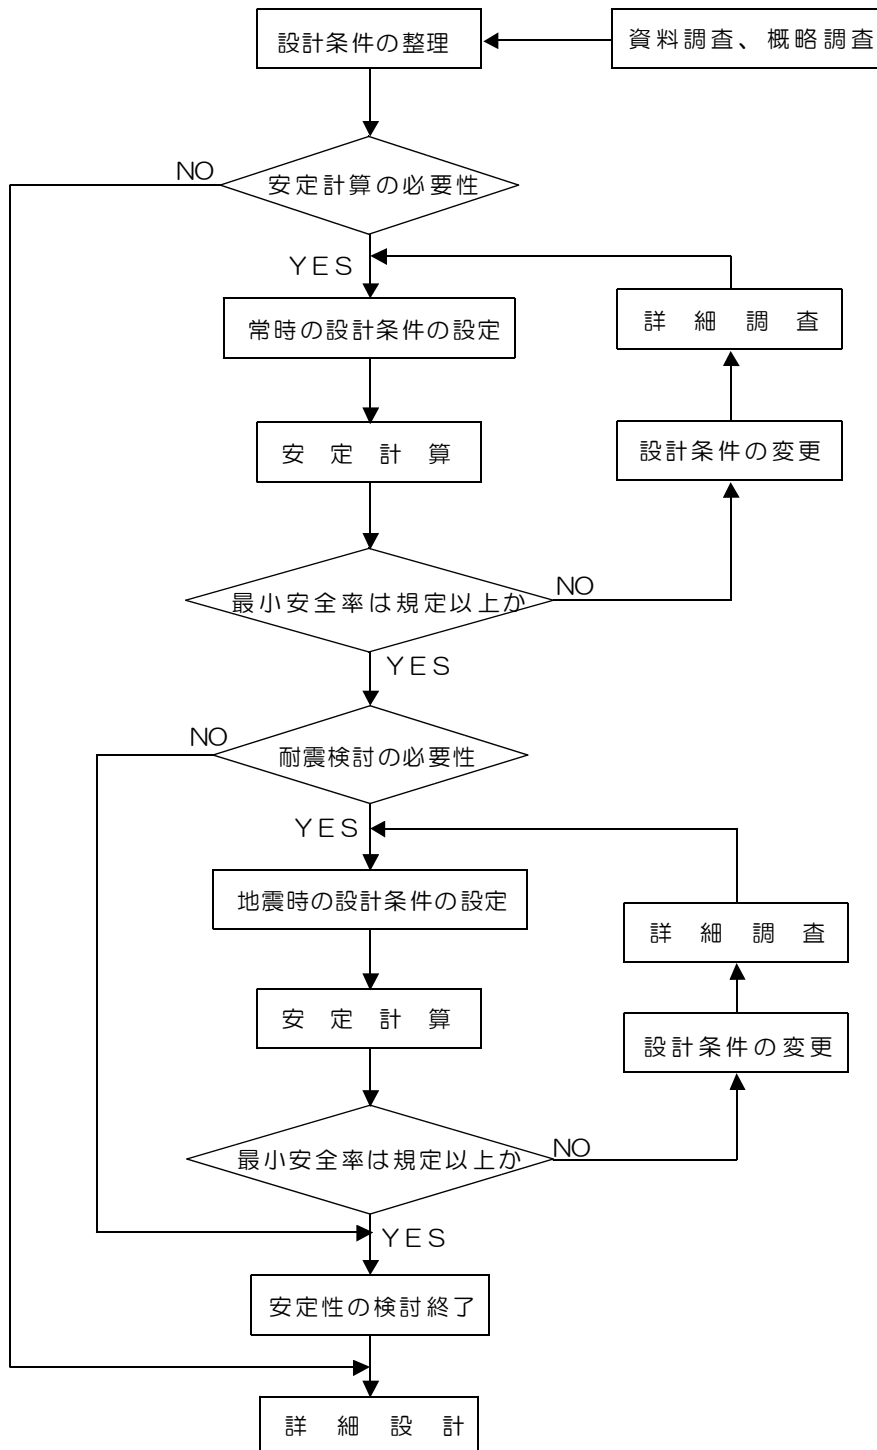 設計条件の整理
資料調査、概略調査
NO
安定計算の必要性
YES
常時の設計条件の設定
詳細調査
安定計算
設計条件の変更
最小安全率は規定以上か
NO
YES
NO
耐震検討の必要性
YES
地震時の設計条件の設定
詳細調査
安定計算
設計条件の変更
最小安全率は規定以上か
NO
YES
安定性の検討終了
詳細設計